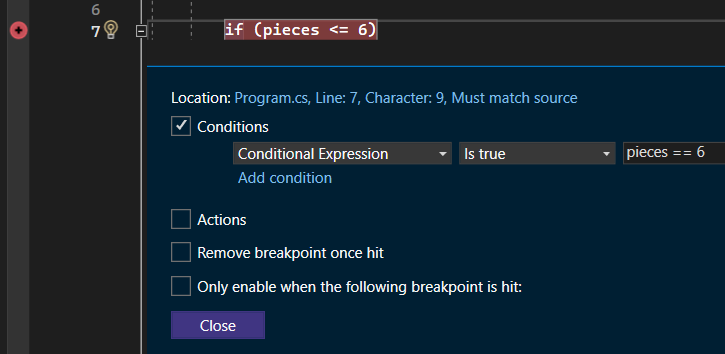 6
7 if (pieces <= 6)
Location: Program.cs, Line: 7, Character: 9, Must match source
Conditions
Conditional Expression Is true pieces == 6
Add condition
Actions
Remove breakpoint once hit
Only enable when the following breakpoint is hit:
Close